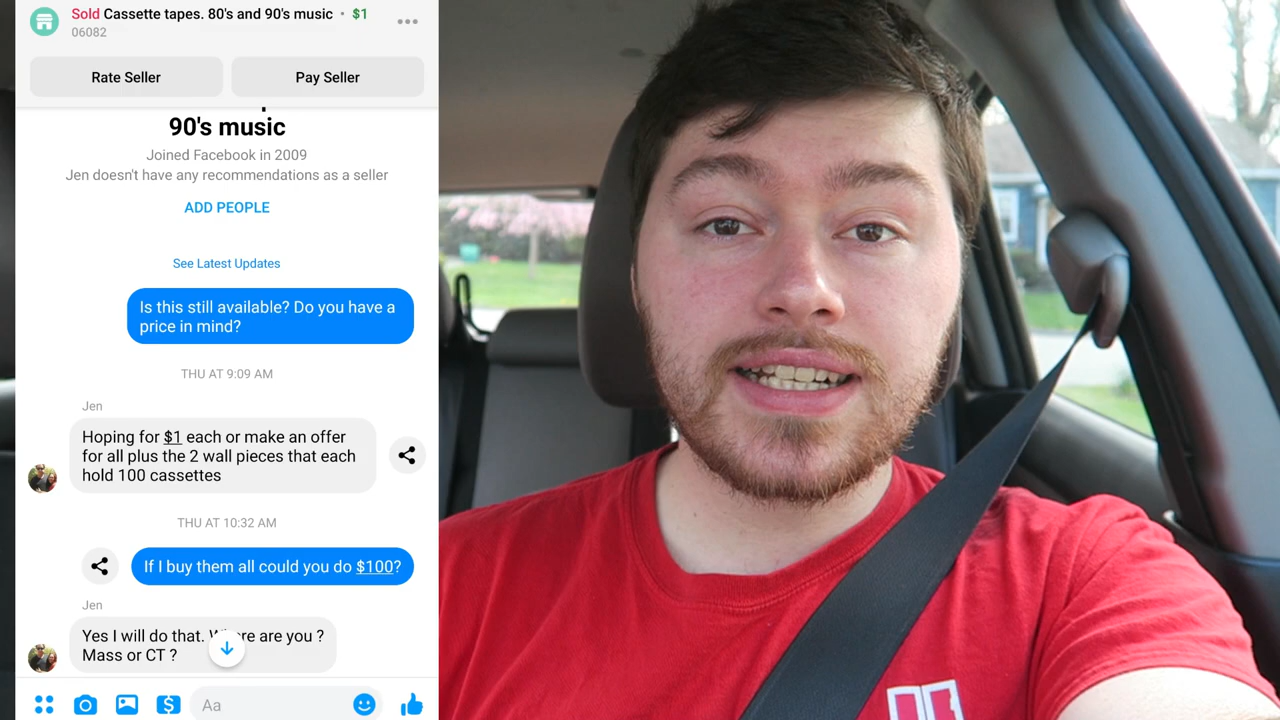 Sold Cassette tapes. 80's and 90's music · $1
06082
Rate Seller
Pay Seller
90's music
Joined Facebook in 2009
Jen doesn't have any recommendations as a seller
ADD PEOPLE
See Latest Updates
Is this still available? Do you have a
price in mind?
THU AT 9:09 AM
Jen
Hoping for $1 each or make an offer
for all plus the 2 wall pieces that each
hold 100 cassettes
THU AT 10:32 AM
If I buy them all could you do $100?
Jen
Yes I will do that. Where are you ?
Mass or CT ?
Aa